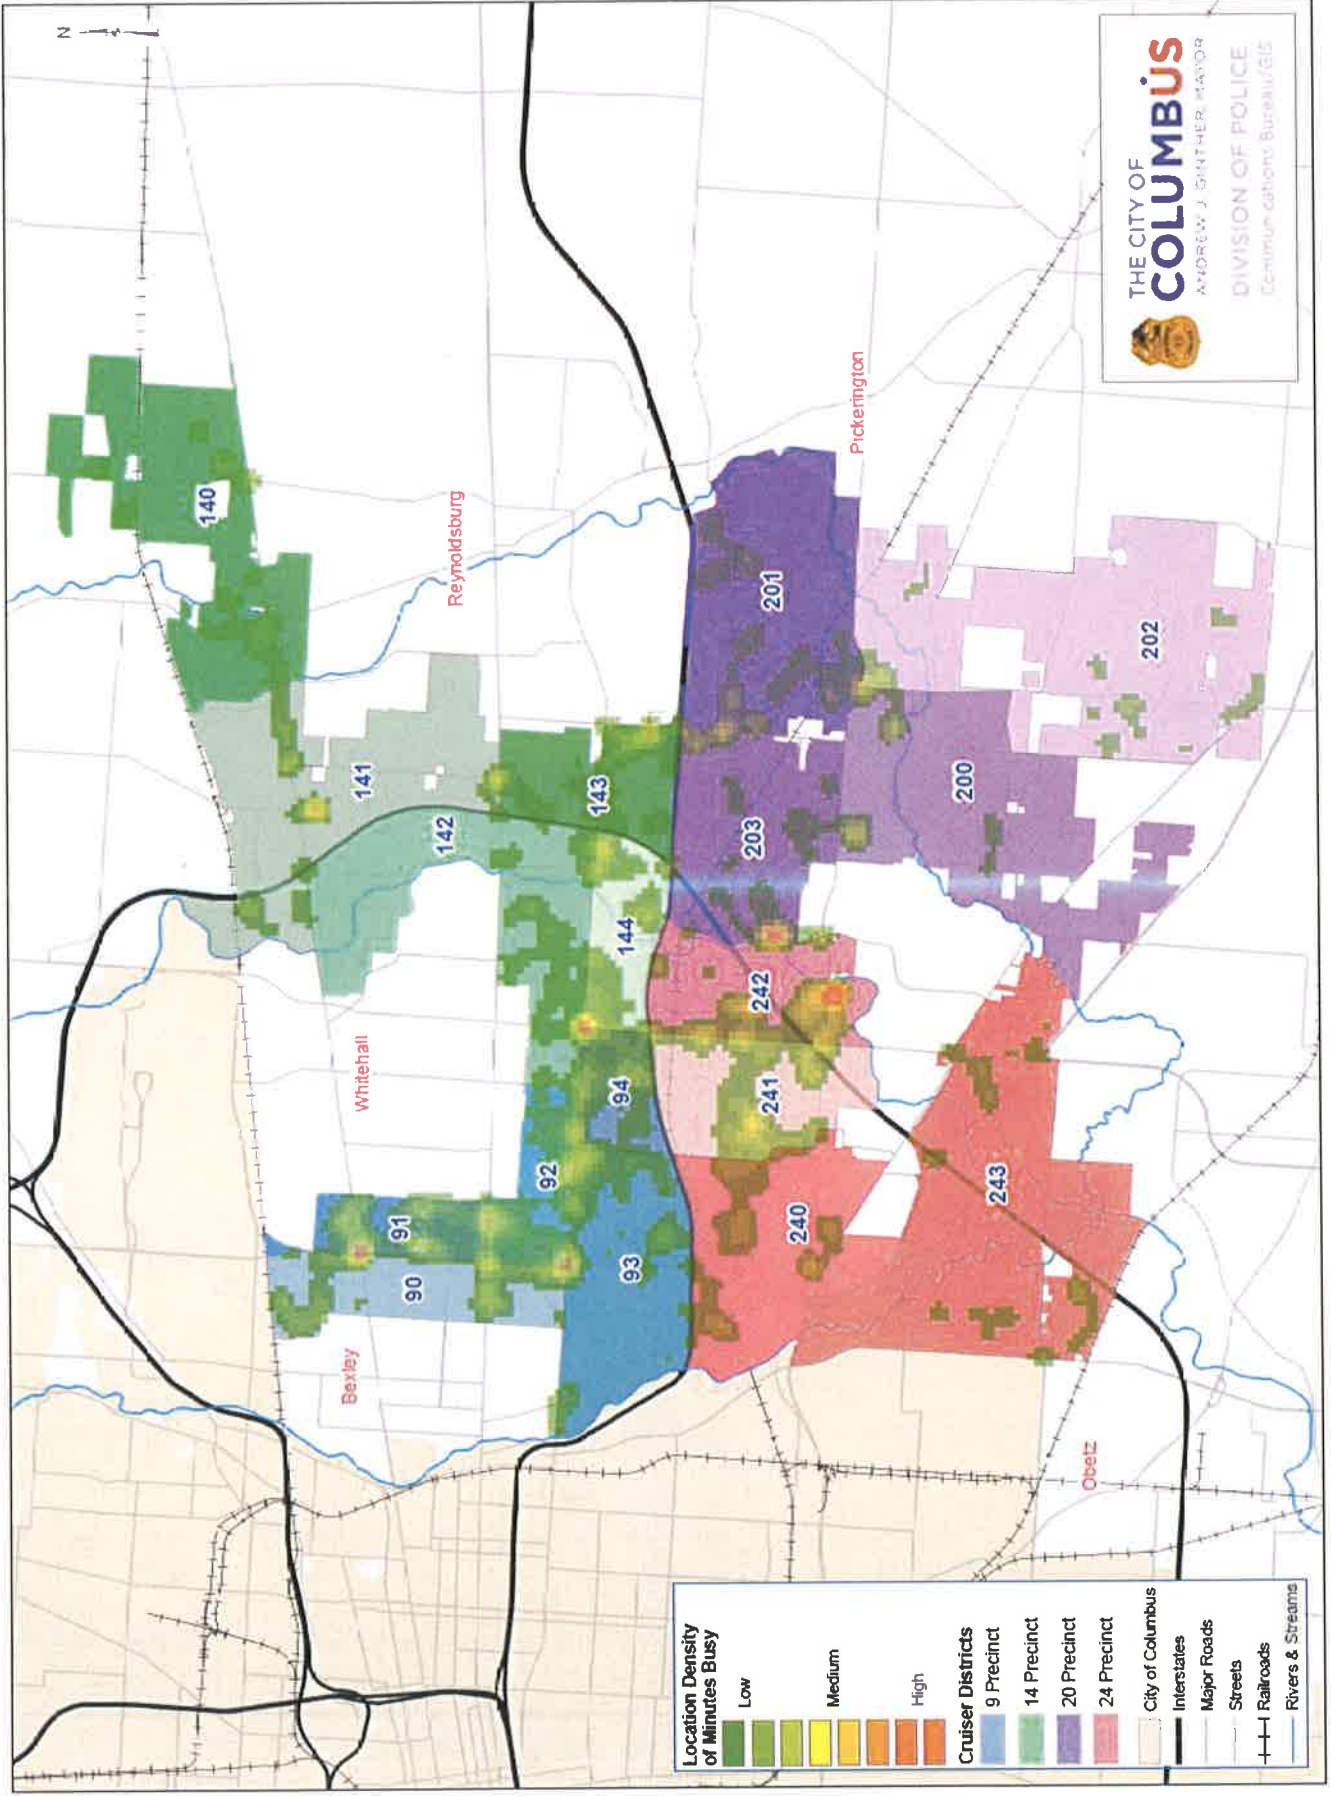 N
THE CITY OF
COLUMBUS
ANDREW J. GINTHER, MAYOR
DIVISION OF POLICE
Communications Bureau/GIS
140
Reynoldsburg
Pickerington
141
142
143
144
201
202
200
203
Whitehall
242
94
241
92
91
90
93
240
243
Bexley
Obetz
Location Density
of Minutes Busy
Low
Medium
High
Cruiser Districts
9 Precinct
14 Precinct
20 Precinct
24 Precinct
City of Columbus
Interstates
Major Roads
Streets
Railroads
Rivers & Streams